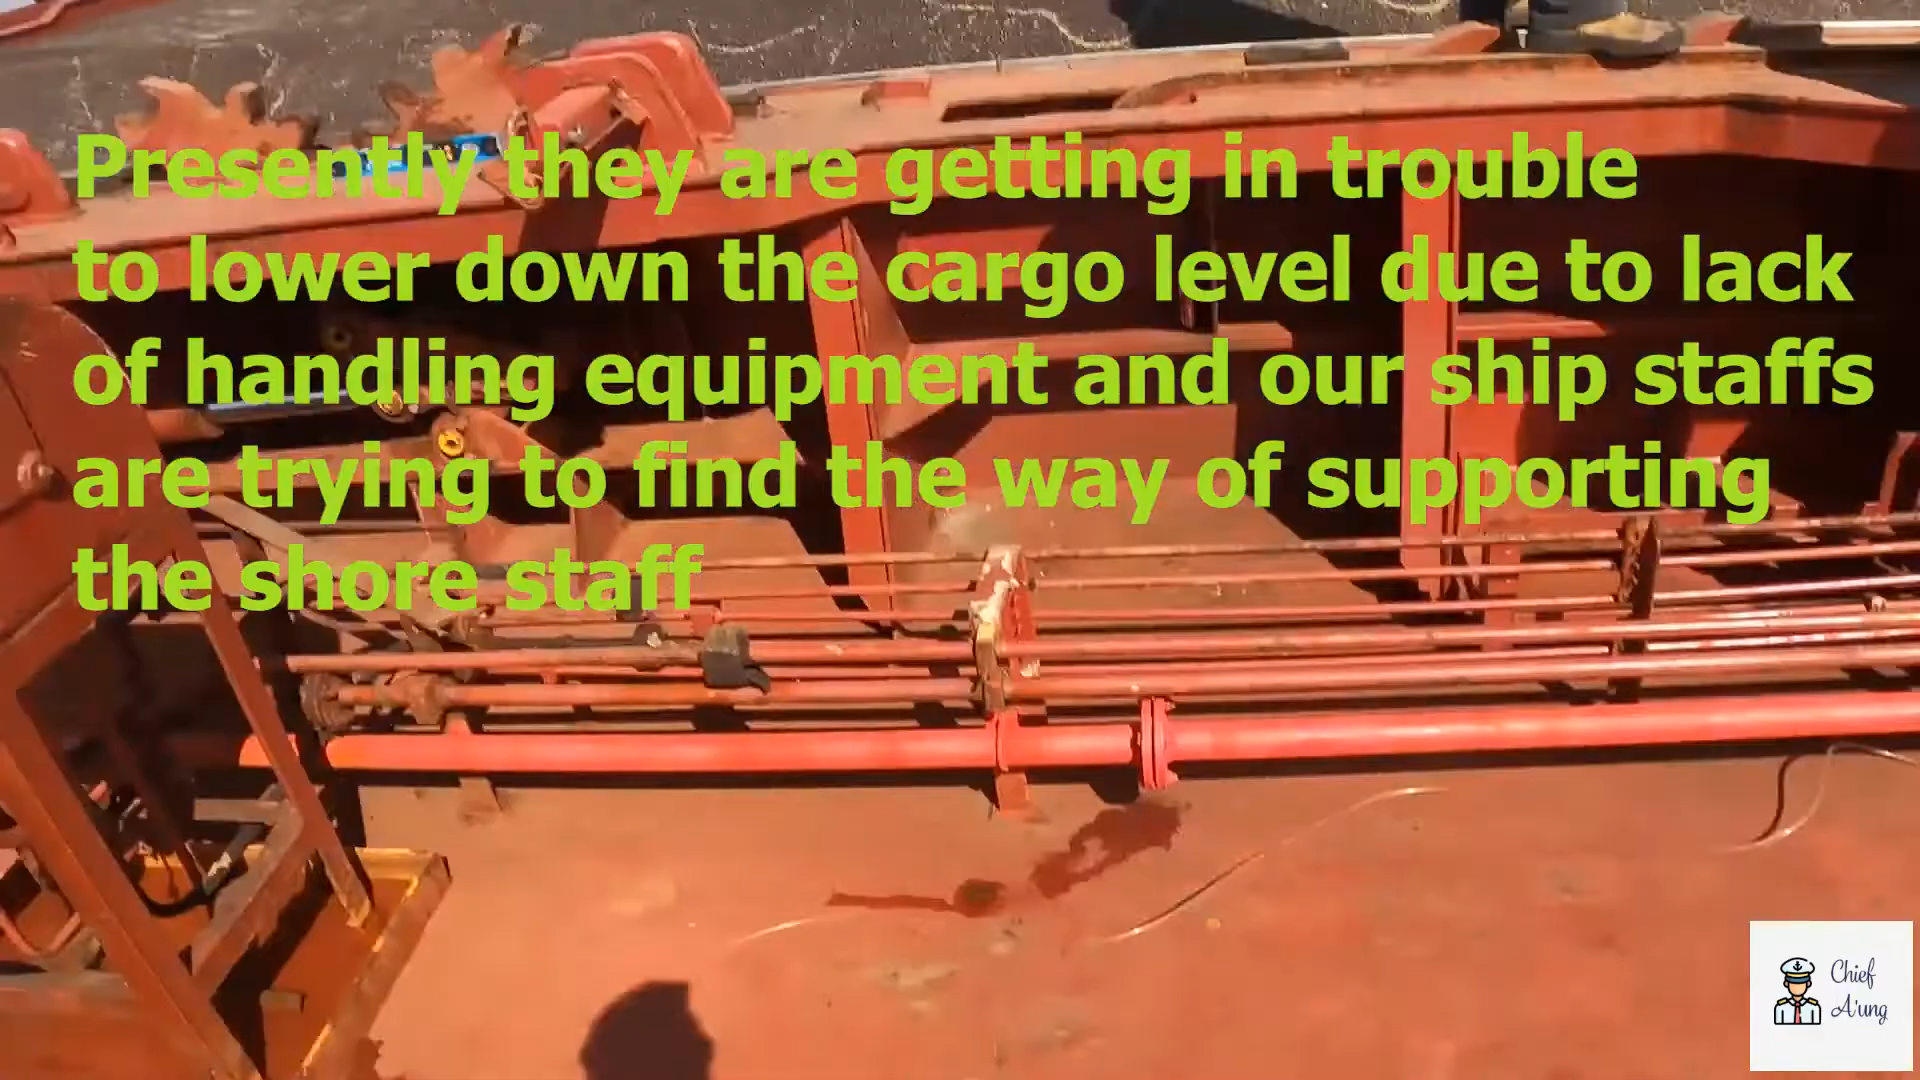 Presently they are getting in trouble
to lower down the cargo level due to lack
of handling equipment and our ship staffs
are trying to find the way of supporting
the shore staff
Chief
A'ung